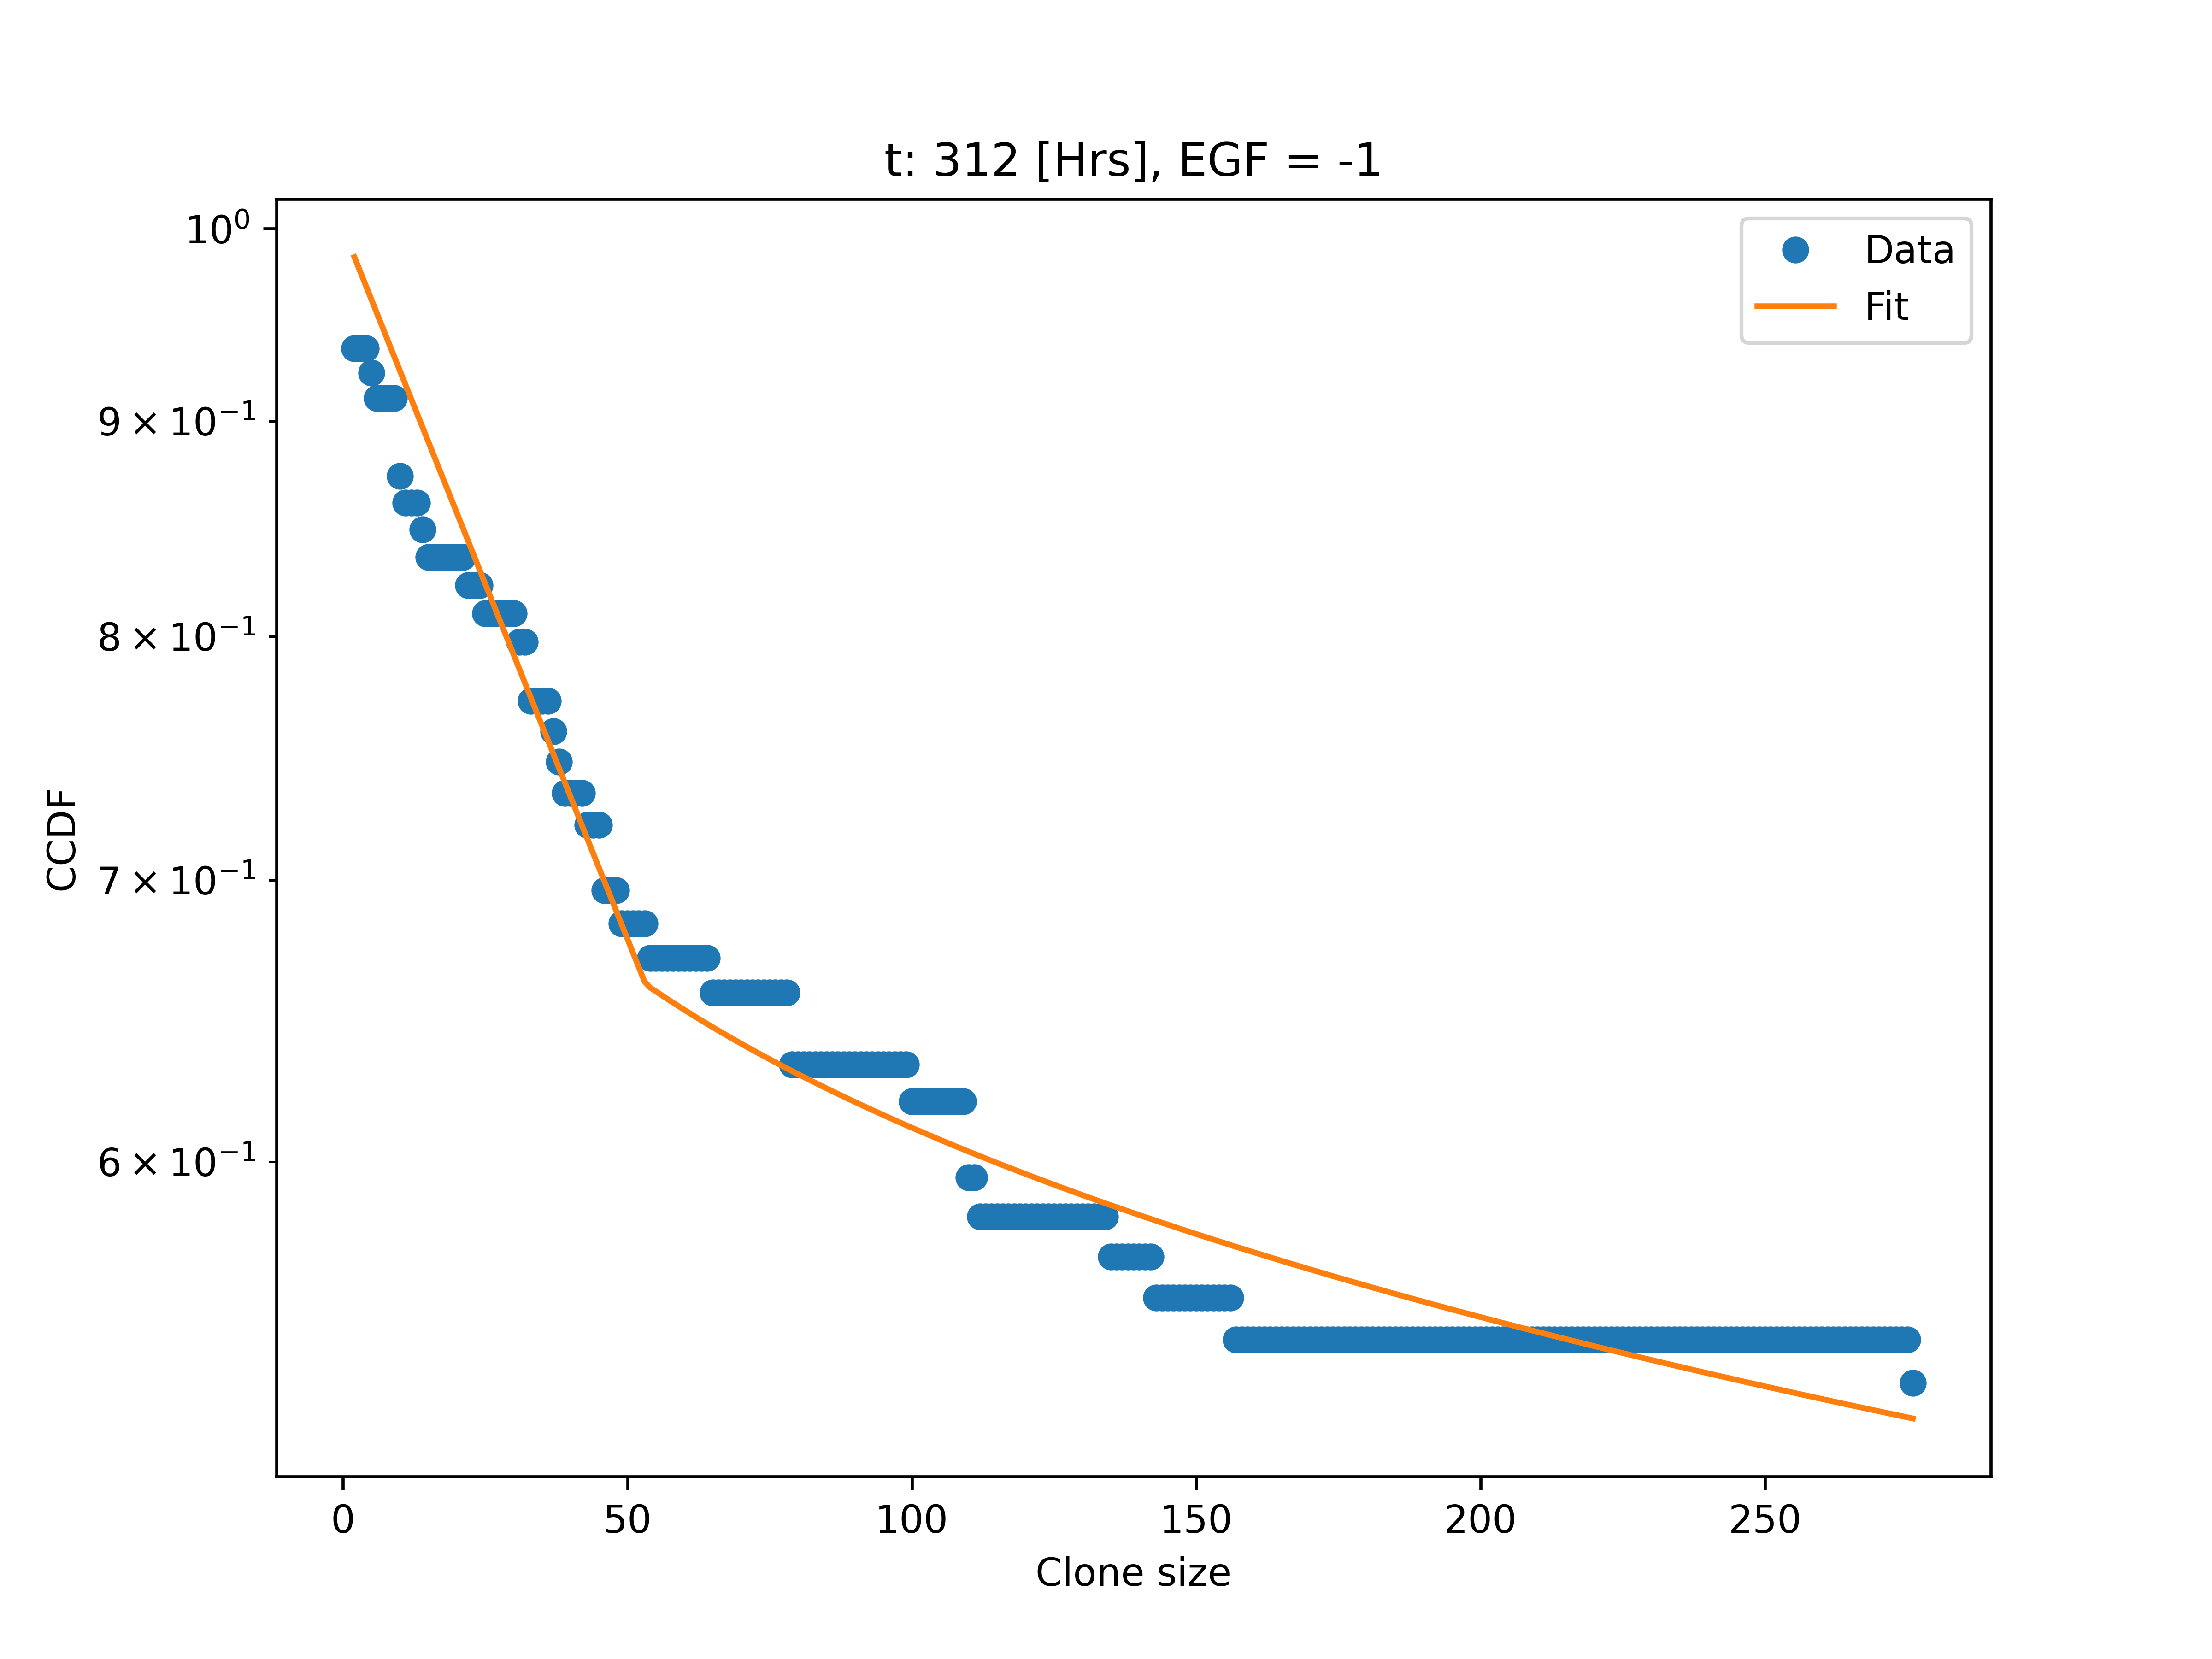 t: 312 [Hrs], EGF = -1
10⁰
9 × 10⁻¹
8 × 10⁻¹
7 × 10⁻¹
6 × 10⁻¹
CCDF
Data
Fit
0 50 100 150 200 250
Clone size